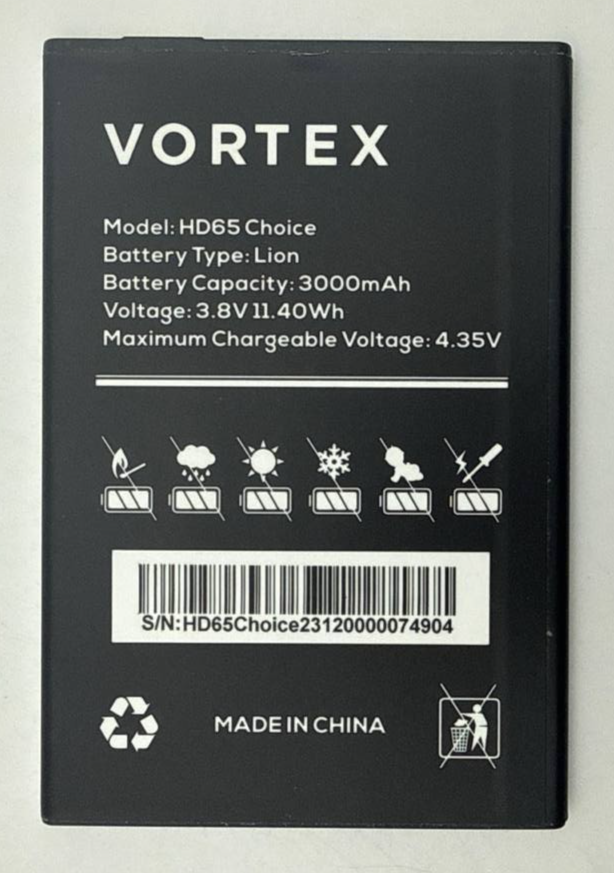 VORTEX
Model: HD65 Choice
Battery Type: Lion
Battery Capacity: 3000mAh
Voltage: 3.8V 11.40Wh
Maximum Chargeable Voltage: 4.35V
S/N:HD65Choice23120000074904
MADE IN CHINA